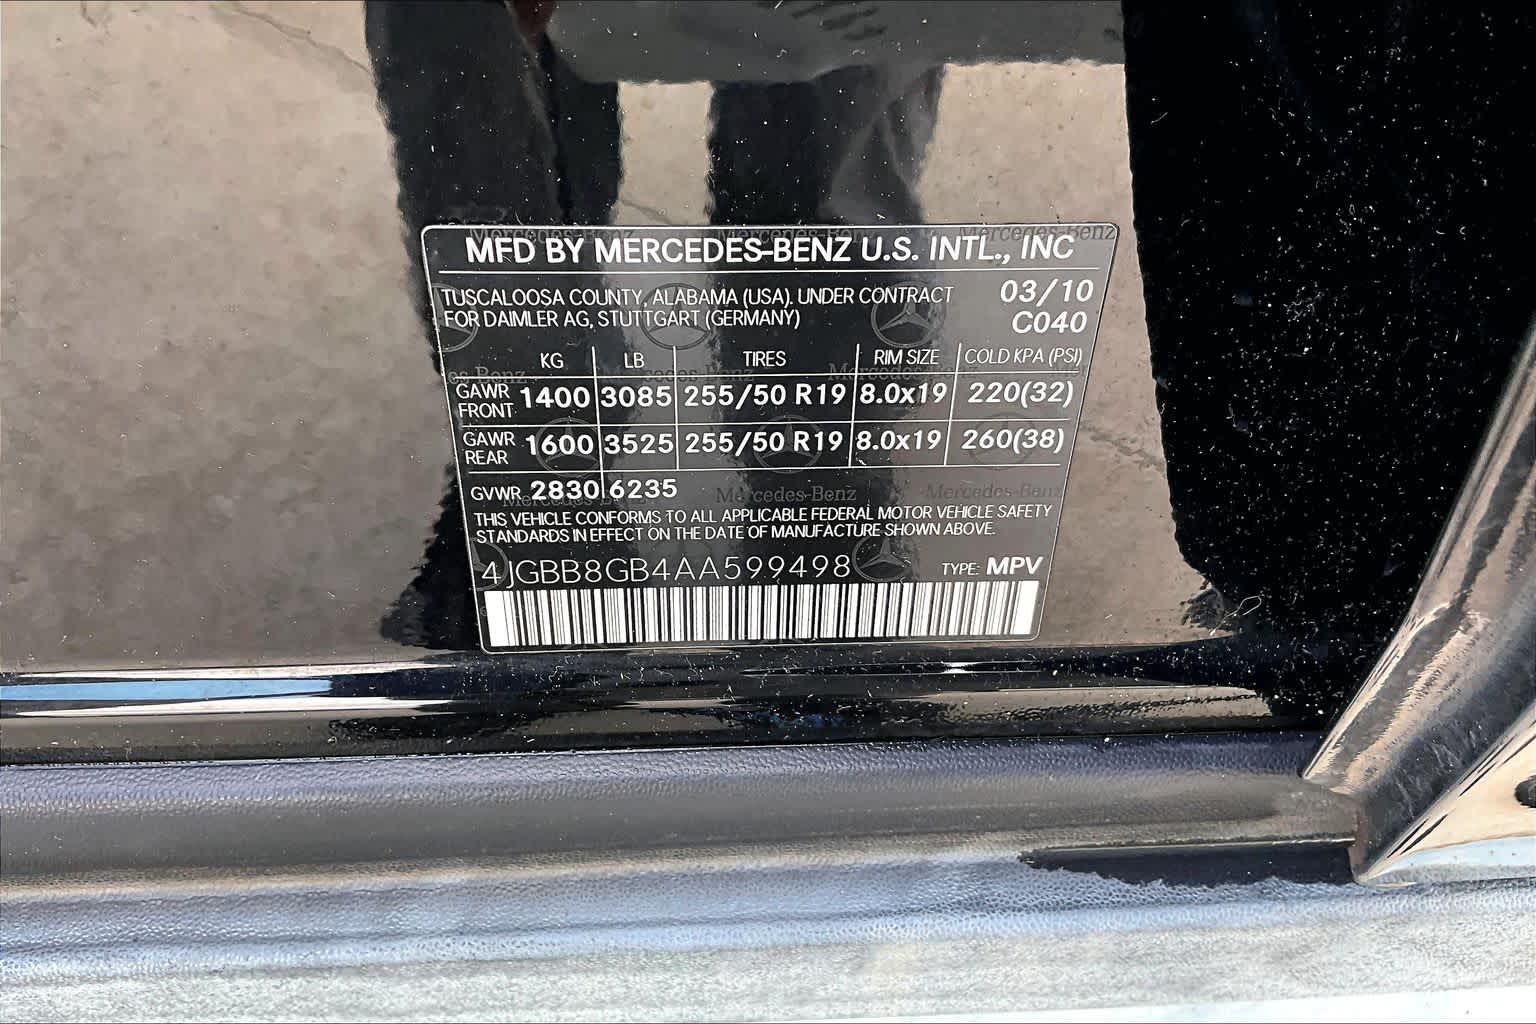 MFD BY MERCEDES-BENZ U.S. INTL., INC
TUSCALOOSA COUNTY, ALABAMA (USA). UNDER CONTRACT 03/10
FOR DAIMLER AG, STUTTGART (GERMANY) C040
KG LB TIRES RIM SIZE COLD KPA (PSI)
GAWR FRONT 1400 3085 255/50 R19 8.0x19 220(32)
GAWR REAR 1600 3525 255/50 R19 8.0x19 260(38)
GVWR 2830 6235
THIS VEHICLE CONFORMS TO ALL APPLICABLE FEDERAL MOTOR VEHICLE SAFETY
STANDARDS IN EFFECT ON THE DATE OF MANUFACTURE SHOWN ABOVE.
4JGBB8GB4AA599498 TYPE: MPV